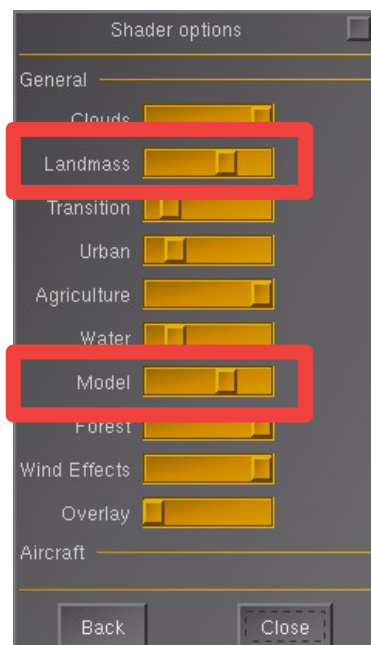 Shader options
General
Clouds
Landmass
Transition
Urban
Agriculture
Water
Model
Forest
Wind Effects
Overlay
Aircraft
Back
Close